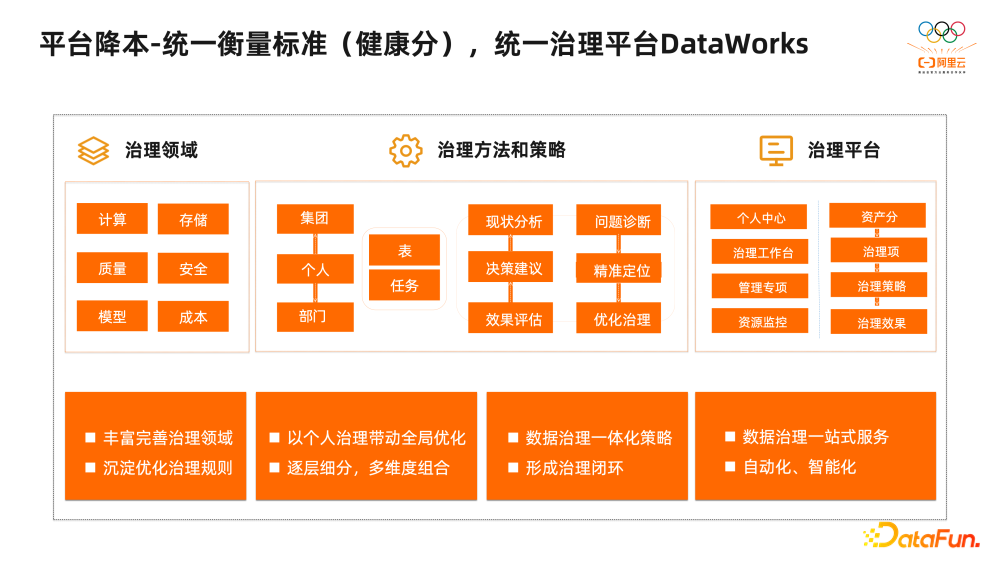 平台降本-统一衡量标准（健康分），统一治理平台DataWorks
阿里云
治理领域
治理方法和策略
治理平台
计算
存储
质量
安全
模型
成本
集团
个人
部门
表
任务
现状分析
决策建议
效果评估
问题诊断
精准定位
优化治理
个人中心
治理工作台
管理专项
资源监控
资产分
治理项
治理策略
治理效果
丰富完善治理领域
沉淀优化治理规则
以个人治理带动全局优化
逐层细分，多维度组合
数据治理一体化策略
形成治理闭环
数据治理一站式服务
自动化、智能化
DataFun.